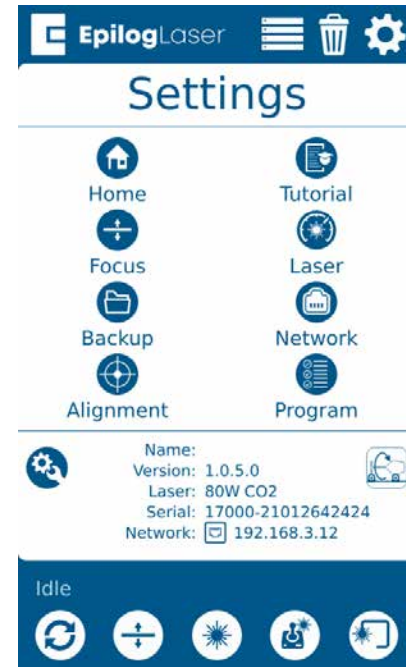 EpilogLaser
Settings
Home Tutorial
Focus Laser
Backup Network
Alignment Program
Name:
Version: 1.0.5.0
Laser: 80W CO2
Serial: 17000-21012642424
Network: 192.168.3.12
Idle